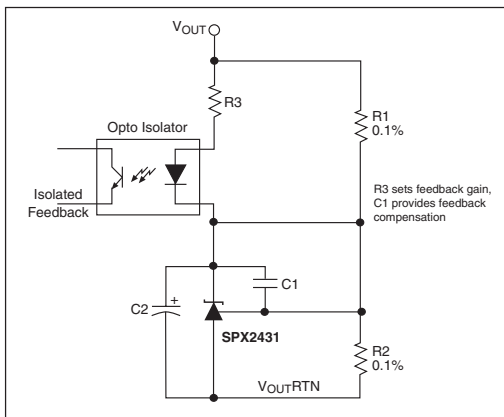 VOUT
R3
R1
0.1%
Opto Isolator
Isolated
Feedback
R3 sets feedback gain,
C1 provides feedback
compensation
C1
C2
+
SPX2431
R2
0.1%
VOUTRTN